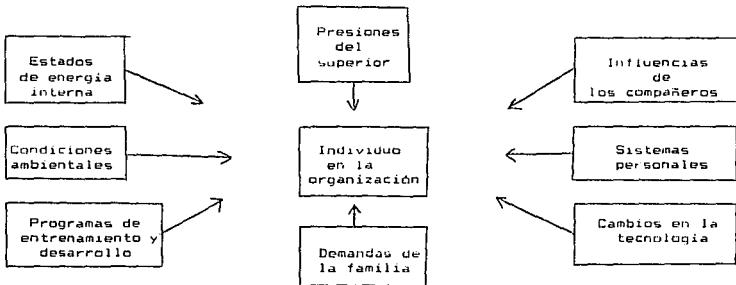 Estados
de energía
interna
Presiones
del
superior
Influencias
de
los compañeros
Condiciones
ambientales
Individuo
en la
organización
Sistemas
personales
Programas de
entrenamiento y
desarrollo
Demandas de
la familia
Cambios en la
tecnología